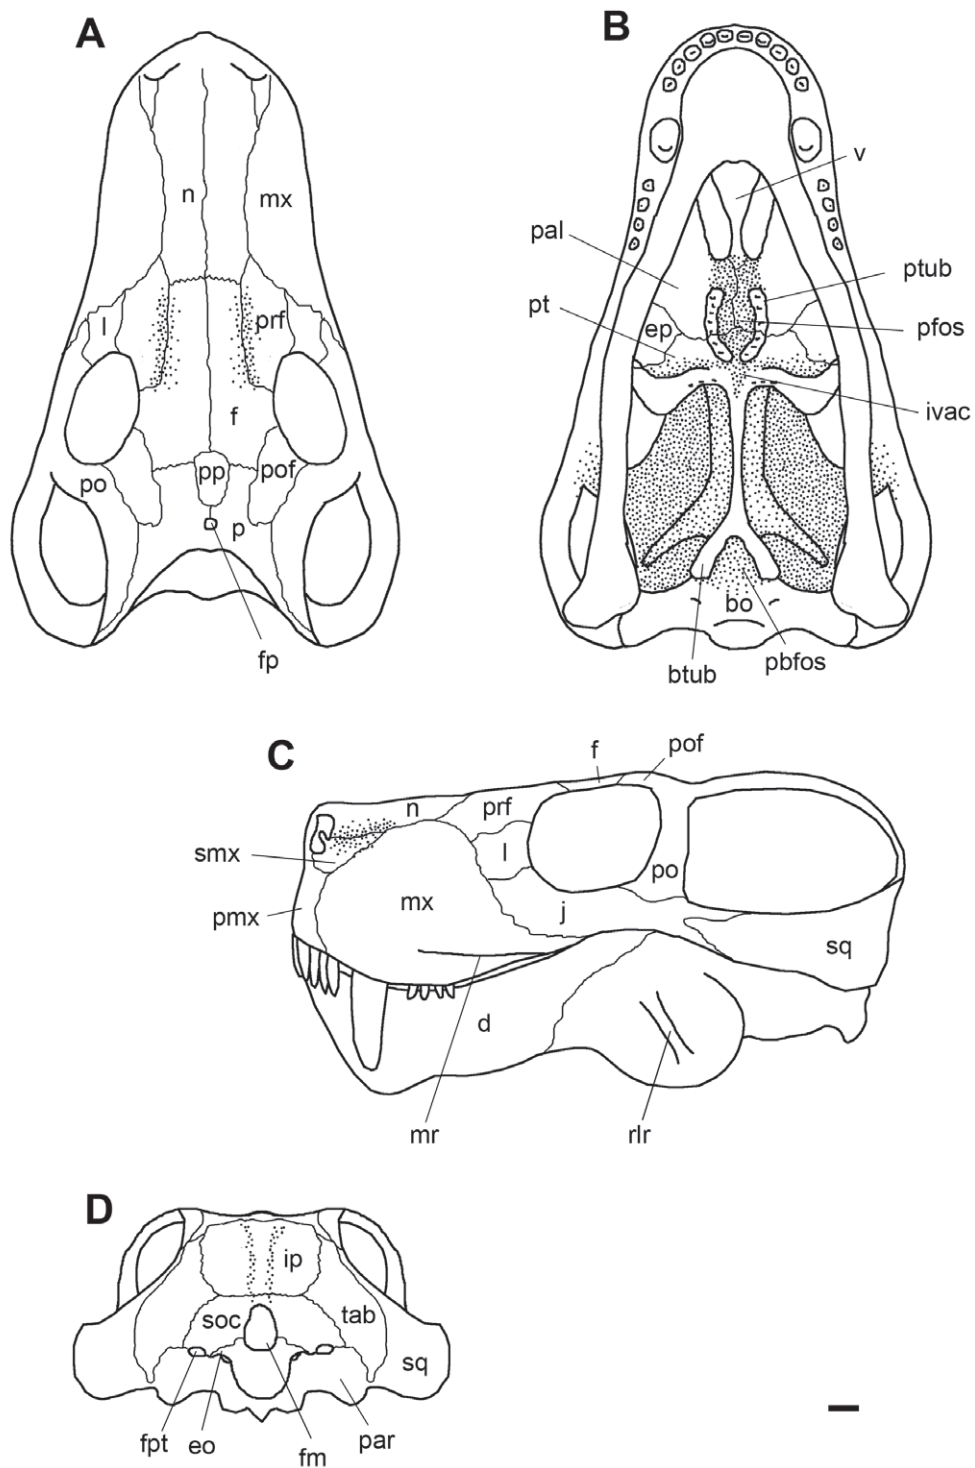 A
n
mx
l
prf
f
po
pp
pof
p
fp
B
v
pal
ptub
pt
ep
pfos
ivac
bo
btub
pbfos
C
f
pof
n
prf
smx
l
po
mx
pmx
j
sq
d
mr
rlr
D
ip
soc
tab
sq
fpt
eo
fm
par